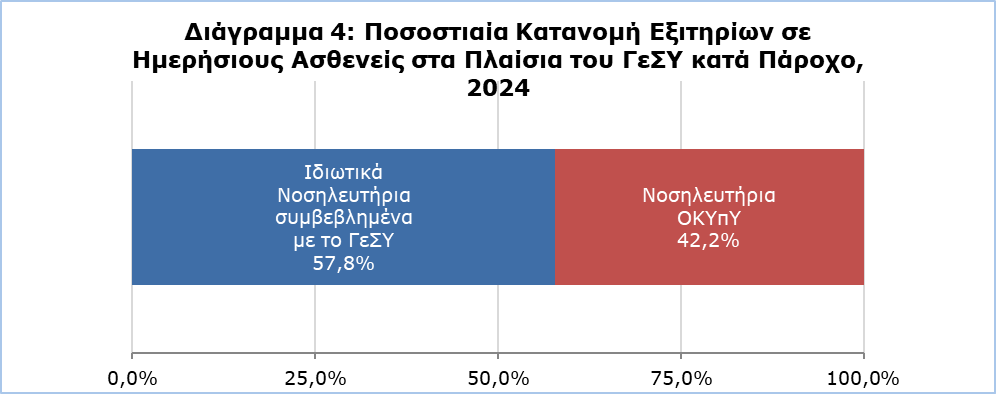 Διάγραμμα 4: Ποσοστιαία Κατανομή Εξιτηρίων σε
Ημερήσιους Ασθενείς στα Πλαίσια του ΓεΣΥ κατά Πάροχο,
2024
Ιδιωτικά
Νοσηλευτήρια
συμβεβλημένα
με το ΓεΣΥ
57,8%
Νοσηλευτήρια
ΟΚΥπΥ
42,2%
0,0%
25,0%
50,0%
75,0%
100,0%